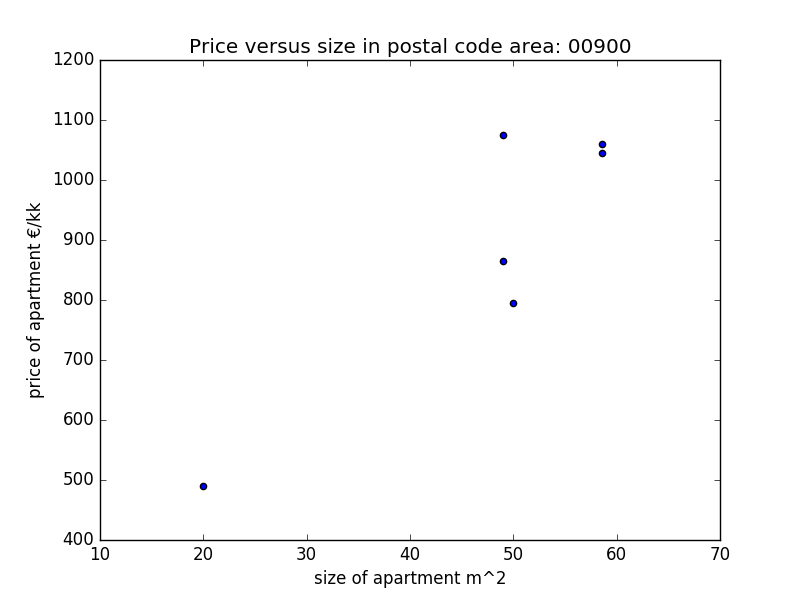 Price versus size in postal code area: 00900
1200
1100
1000
900
800
700
600
500
400
price of apartment €/kk
10 20 30 40 50 60 70
size of apartment m^2